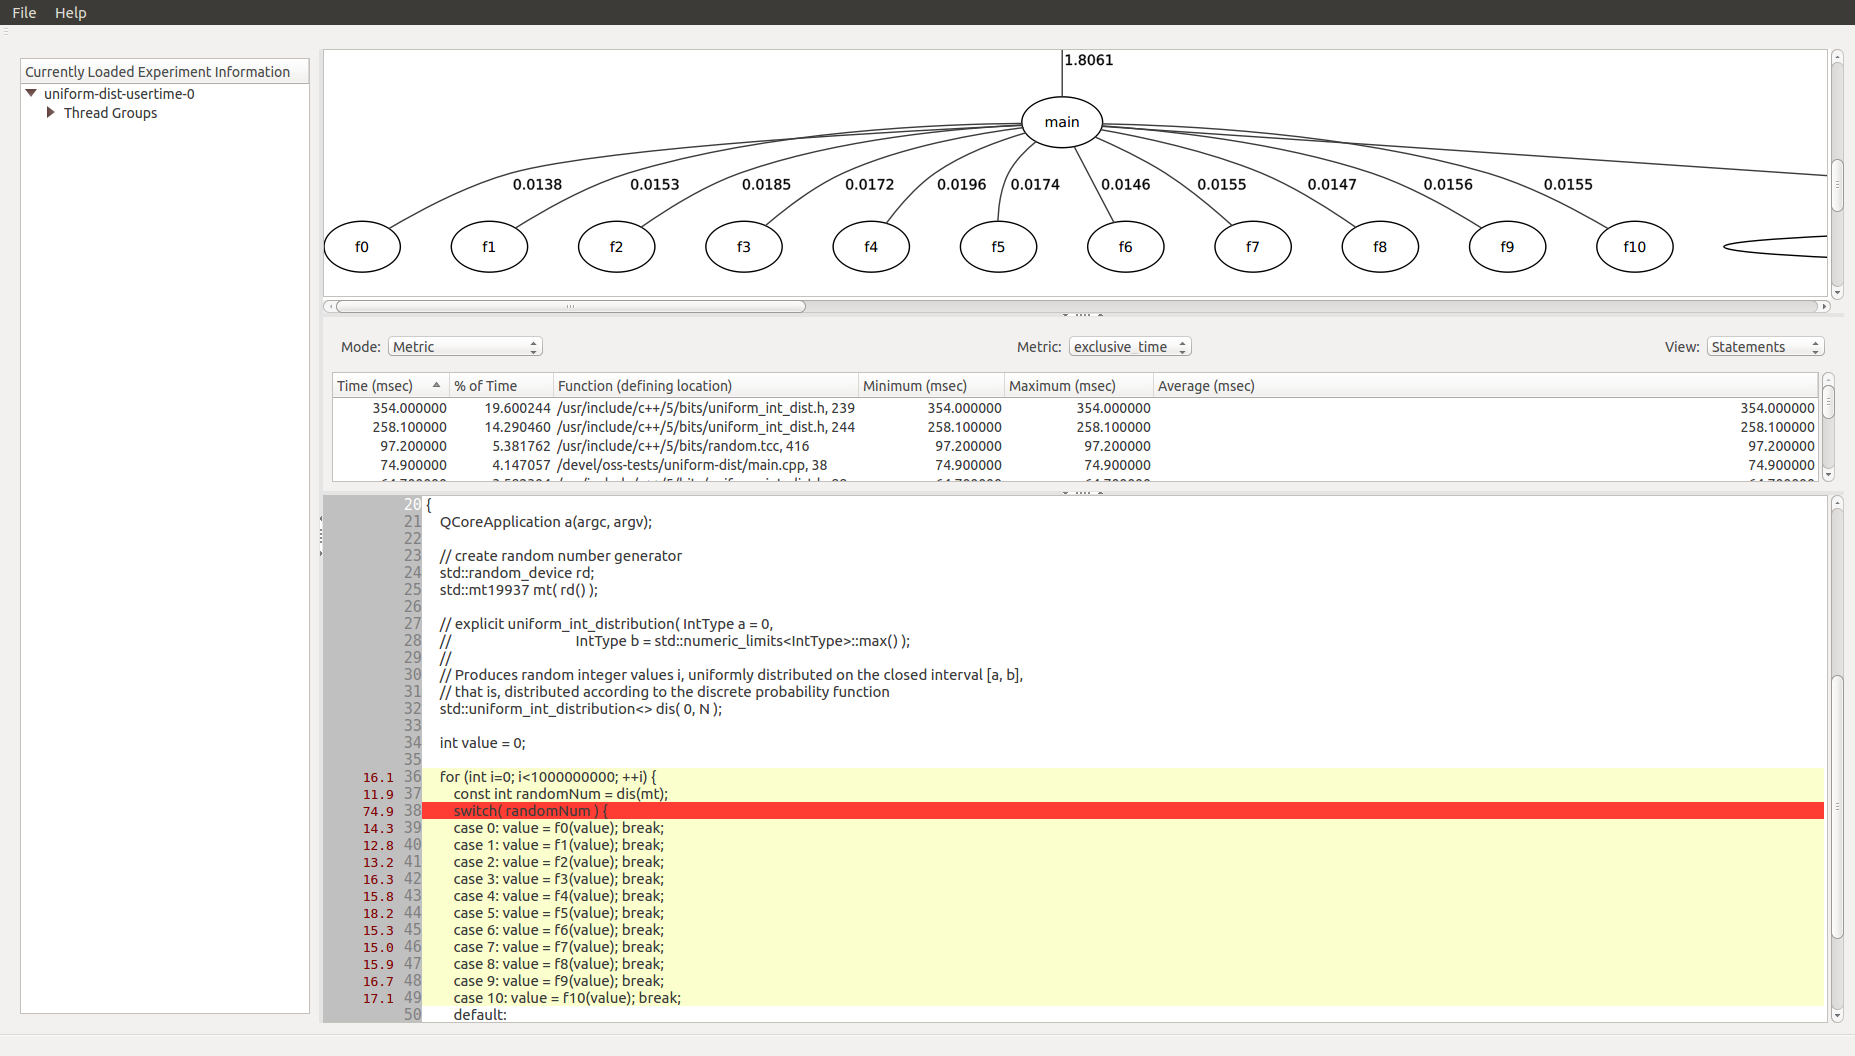 File Help
Currently Loaded Experiment Information
uniform-dist-usertime-0
Thread Groups
1.8061
main
0.0138 0.0153 0.0185 0.0172 0.0196 0.0174 0.0146 0.0155 0.0147 0.0156 0.0155
f0 f1 f2 f3 f4 f5 f6 f7 f8 f9 f10
Mode: Metric Metric: exclusive_time View: Statements
Time (msec) % of Time Function (defining location) Minimum (msec) Maximum (msec) Average (msec)
354.000000 19.600244 /usr/include/c++/5/bits/uniform_int_dist.h, 239 354.000000 354.000000 354.000000
258.100000 14.290460 /usr/include/c++/5/bits/uniform_int_dist.h, 244 258.100000 258.100000 258.100000
97.200000 5.381762 /usr/include/c++/5/bits/random.tcc, 416 97.200000 97.200000 97.200000
74.900000 4.147057 /devel/oss-tests/uniform-dist/main.cpp, 38 74.900000 74.900000 74.900000
20 {
21 QCoreApplication a(argc, argv);
22
23 // create random number generator
24 std::random_device rd;
25 std::mt19937 mt( rd() );
26
27 // explicit uniform_int_distribution( IntType a = 0,
28 // IntType b = std::numeric_limits<IntType>::max() );
29 //
30 // Produces random integer values i, uniformly distributed on the closed interval [a, b],
31 // that is, distributed according to the discrete probability function
32 std::uniform_int_distribution<> dis( 0, N );
33
34 int value = 0;
35
16.1 36 for (int i=0; i<1000000000; ++i) {
11.9 37 const int randomNum = dis(mt);
74.9 38 switch( randomNum ) {
14.3 39 case 0: value = f0(value); break;
12.8 40 case 1: value = f1(value); break;
13.2 41 case 2: value = f2(value); break;
16.3 42 case 3: value = f3(value); break;
15.8 43 case 4: value = f4(value); break;
18.2 44 case 5: value = f5(value); break;
15.3 45 case 6: value = f6(value); break;
15.0 46 case 7: value = f7(value); break;
15.9 47 case 8: value = f8(value); break;
16.7 48 case 9: value = f9(value); break;
17.1 49 case 10: value = f10(value); break;
50 default: